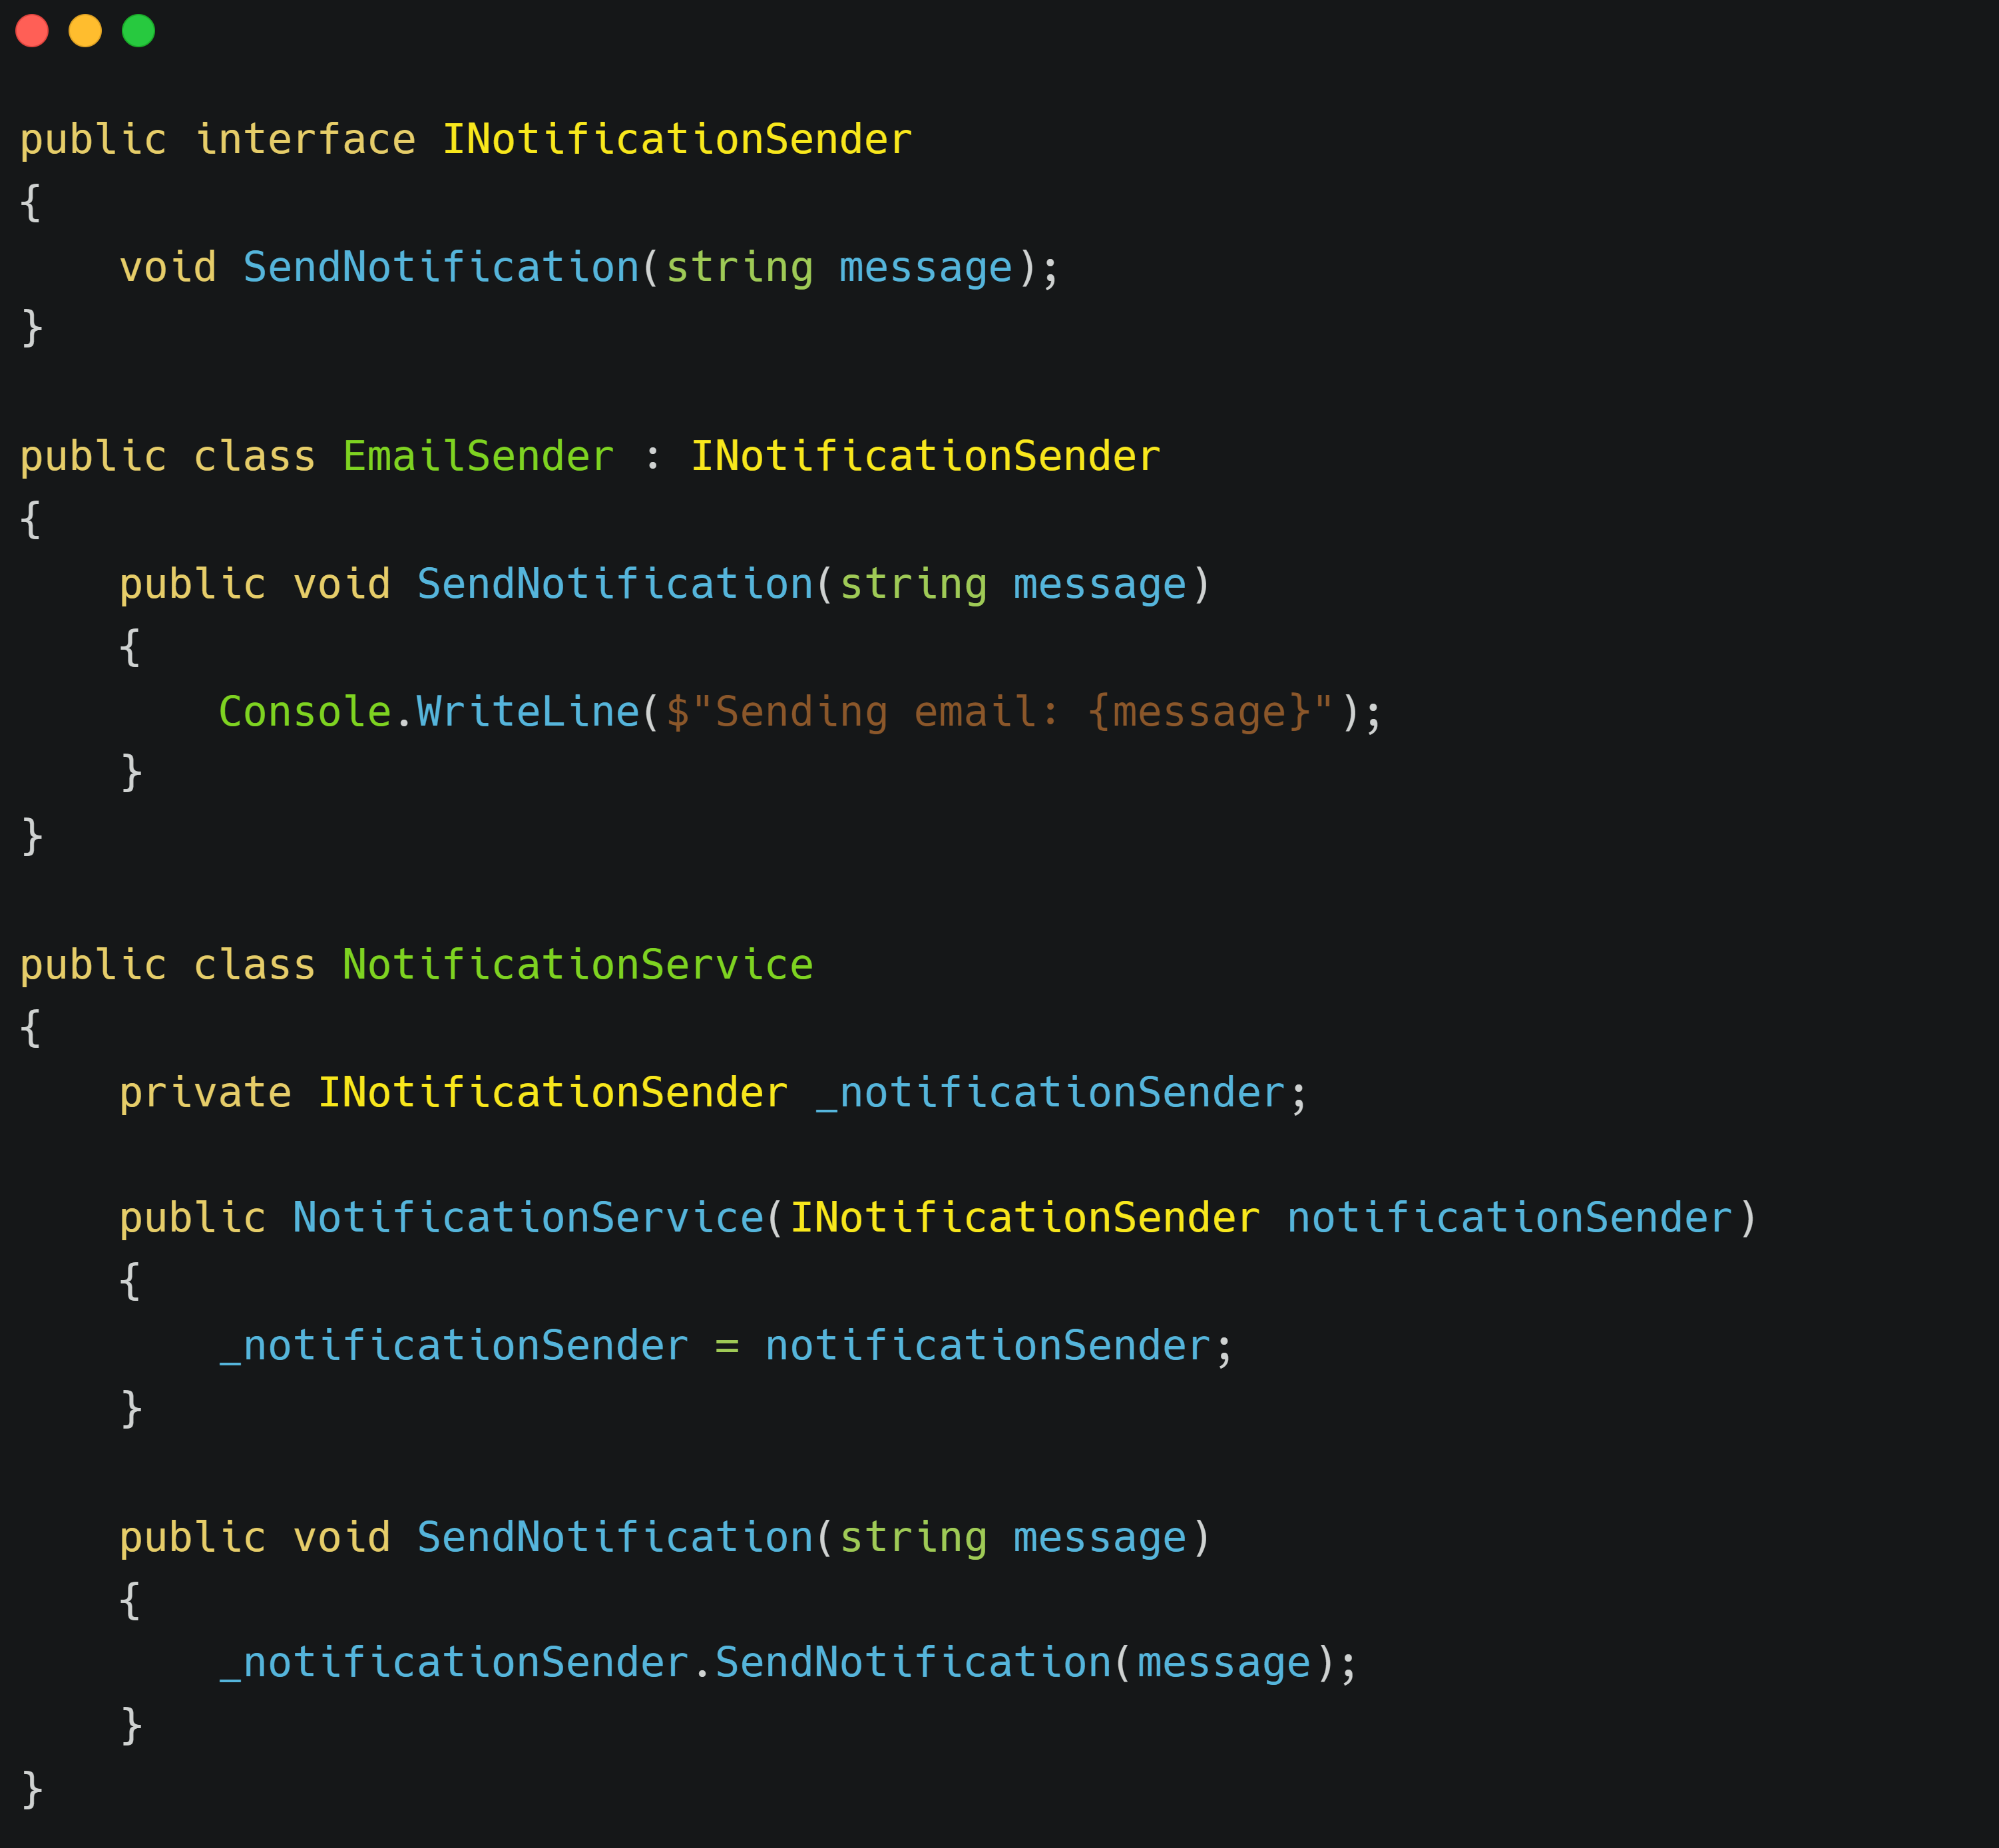 public interface INotificationSender
{
    void SendNotification(string message);
}

public class EmailSender : INotificationSender
{
    public void SendNotification(string message)
    {
        Console.WriteLine($"Sending email: {message}");
    }
}

public class NotificationService
{
    private INotificationSender _notificationSender;

    public NotificationService(INotificationSender notificationSender)
    {
        _notificationSender = notificationSender;
    }

    public void SendNotification(string message)
    {
        _notificationSender.SendNotification(message);
    }
}